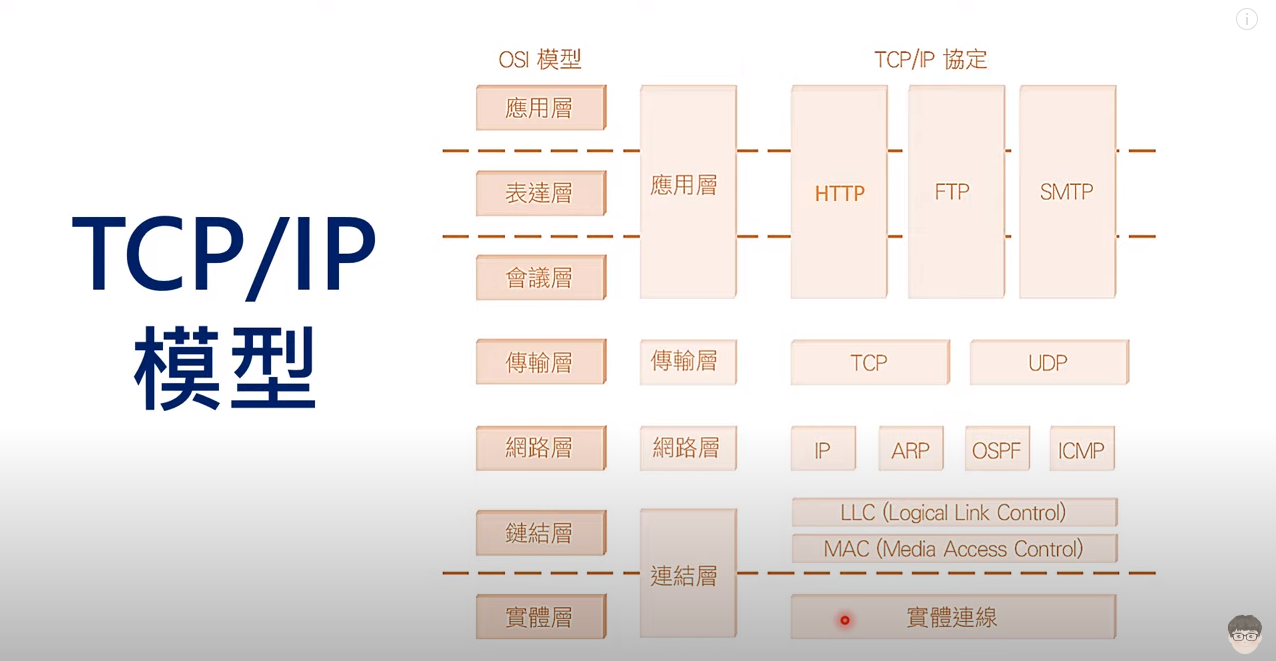 TCP/IP
模型
OSI 模型
TCP/IP 協定
應用層
表達層
會議層
應用層
HTTP
FTP
SMTP
傳輸層
傳輸層
TCP
UDP
網路層
網路層
IP
ARP
OSPF
ICMP
鏈結層
實體層
連結層
LLC (Logical Link Control)
MAC (Media Access Control)
實體連線